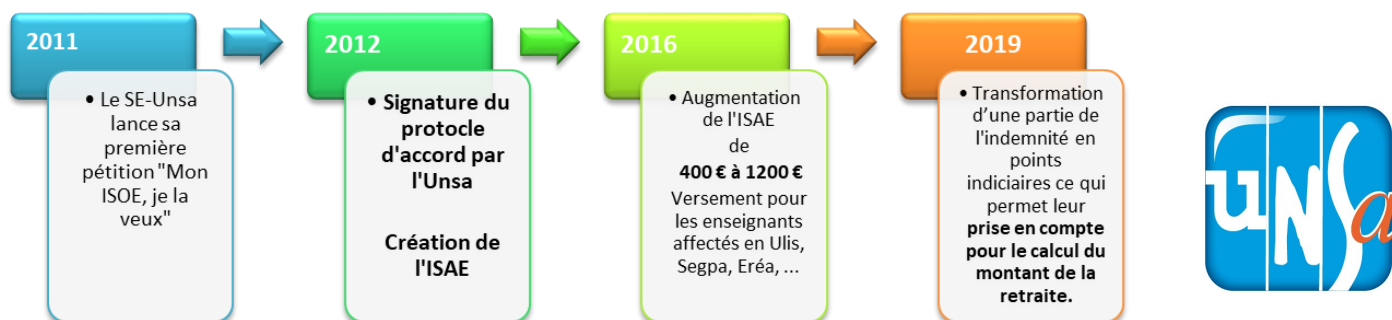 2011
• Le SE-Unsa
lance sa
première
pétition "Mon
ISOE, je la
veux"
2012
• Signature du
protocle
d'accord par
l'Unsa
Création de
l'ISAE
2016
• Augmentation
de l'ISAE
de
400 € à 1200 €
Versement pour
les enseignants
affectés en Ulis,
Segpa, Eréa, ...
2019
• Transformation
d’une partie de
l'indemnité en
points
indiciaires ce qui
permet leur
prise en compte
pour le calcul du
montant de la
retraite.
uNSa